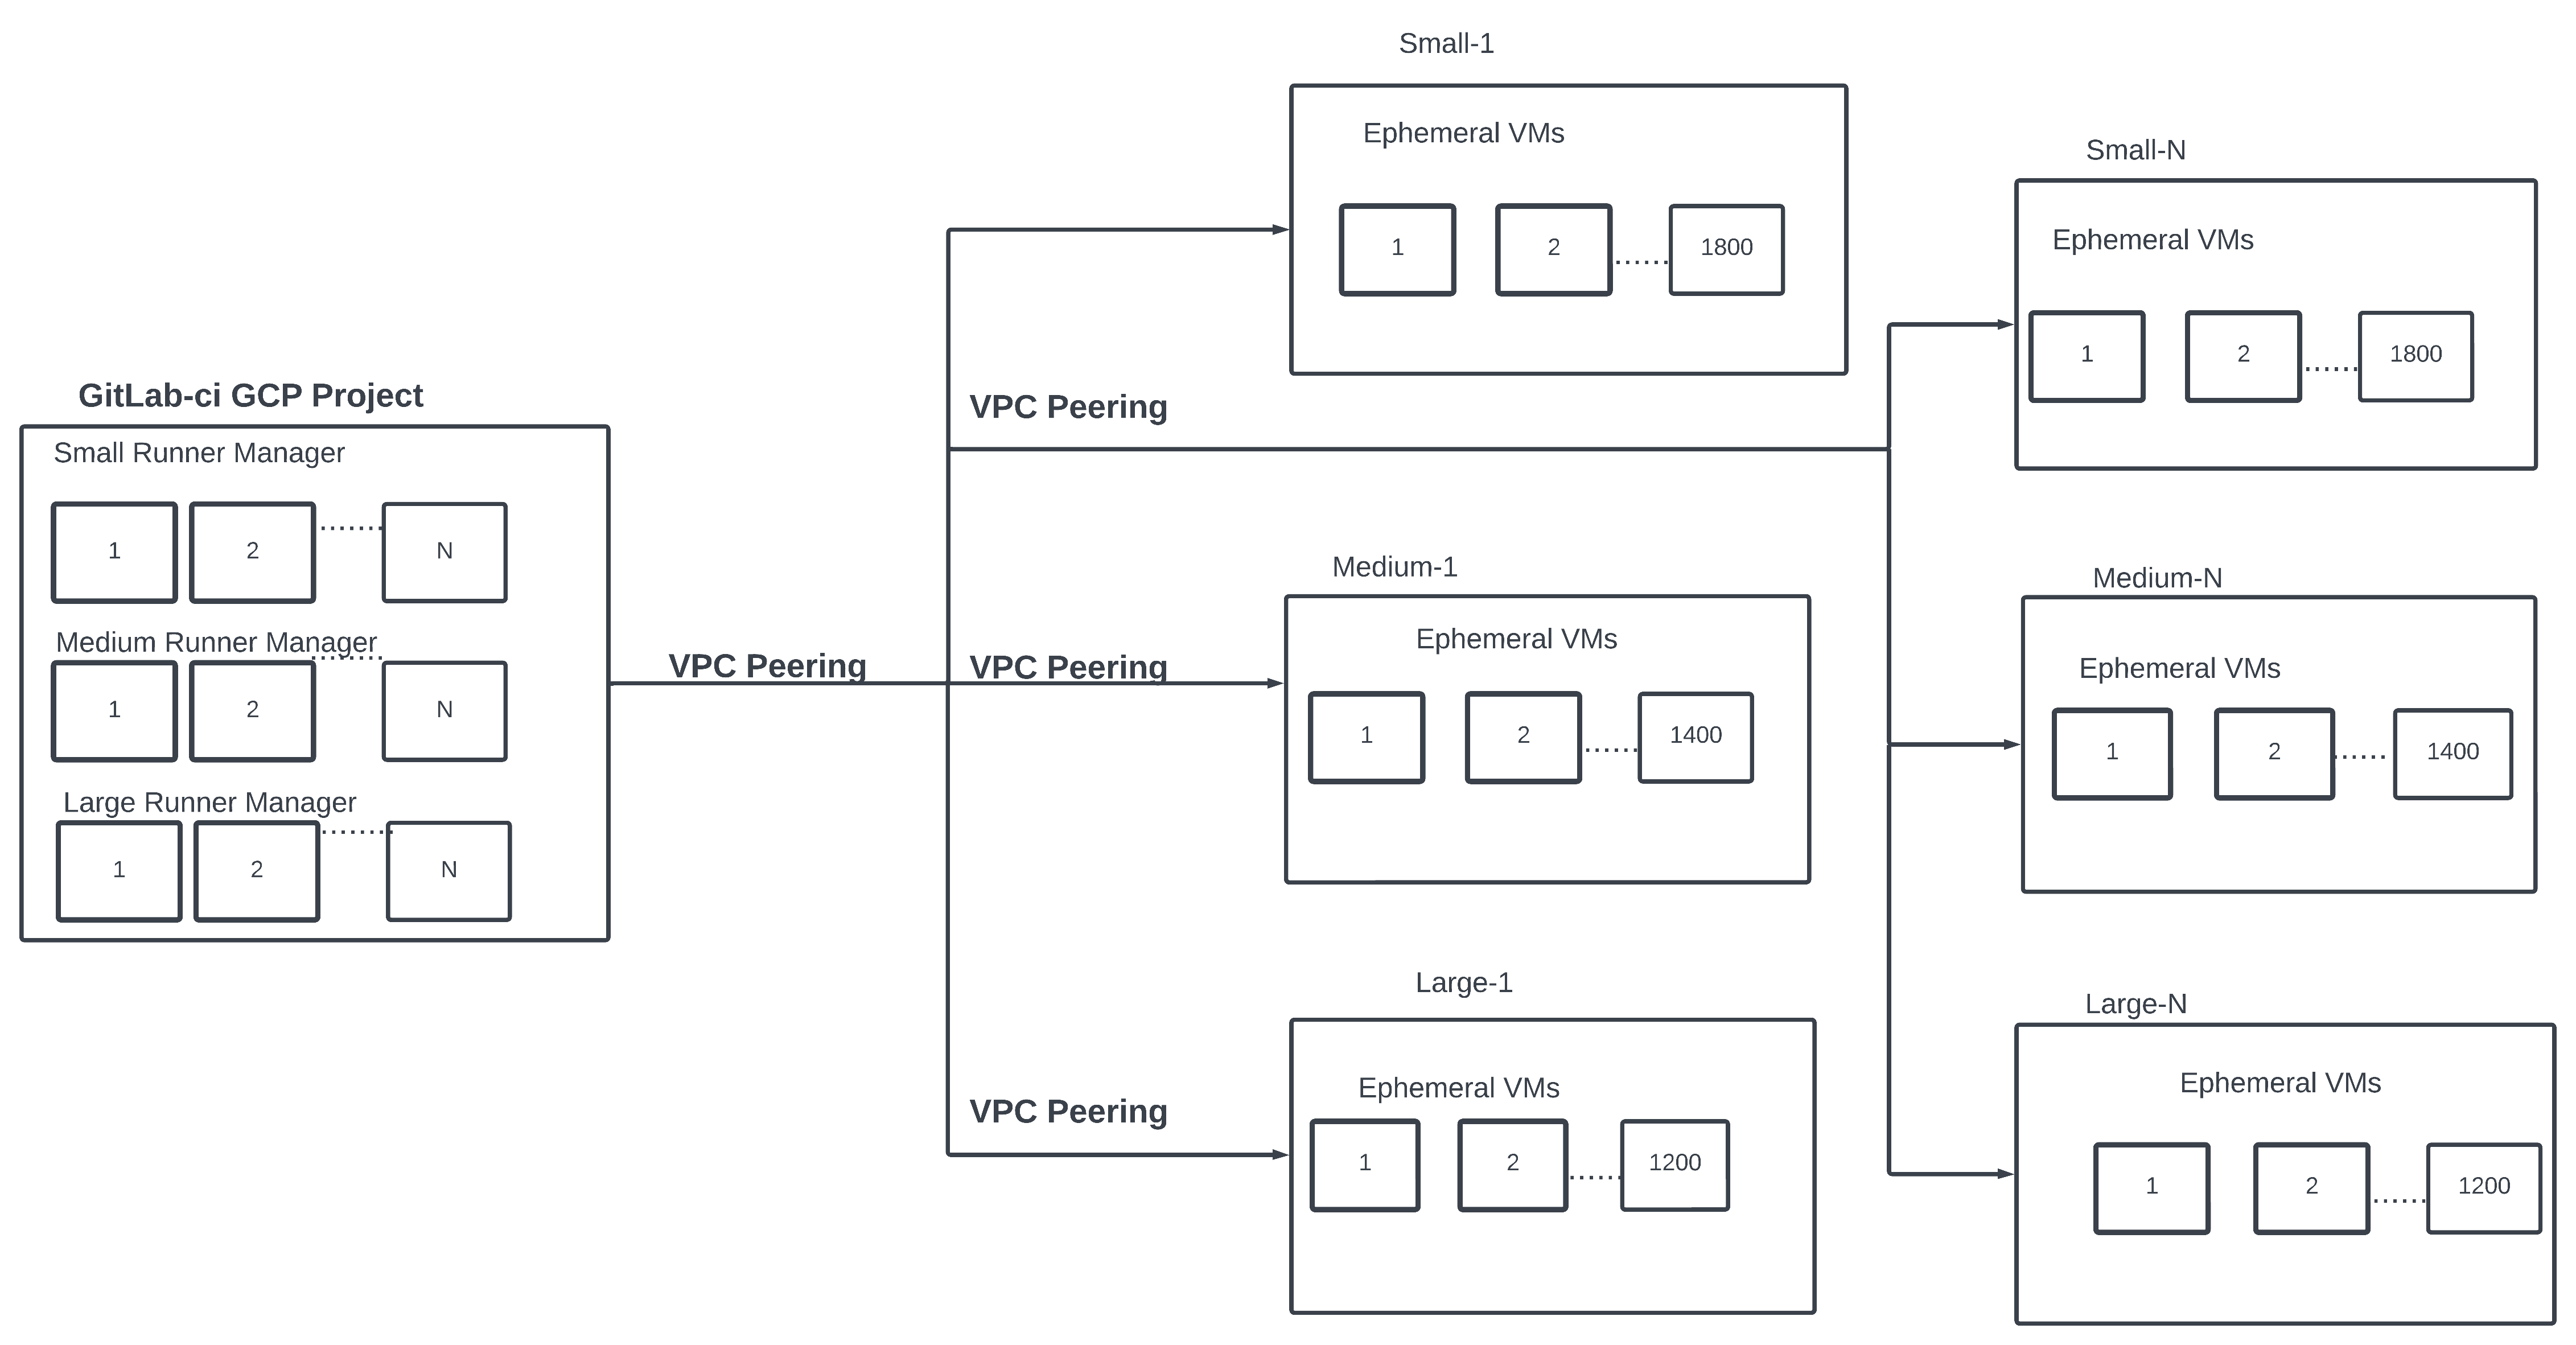 Small-1
Ephemeral VMs
1
2
1800
Small-N
Ephemeral VMs
1
2
1800
GitLab-ci GCP Project
Small Runner Manager
1
2
N
Medium Runner Manager
1
2
N
Large Runner Manager
1
2
N
VPC Peering
VPC Peering
VPC Peering
VPC Peering
Medium-1
Ephemeral VMs
1
2
1400
Medium-N
Ephemeral VMs
1
2
1400
Large-1
Ephemeral VMs
1
2
1200
Large-N
Ephemeral VMs
1
2
1200